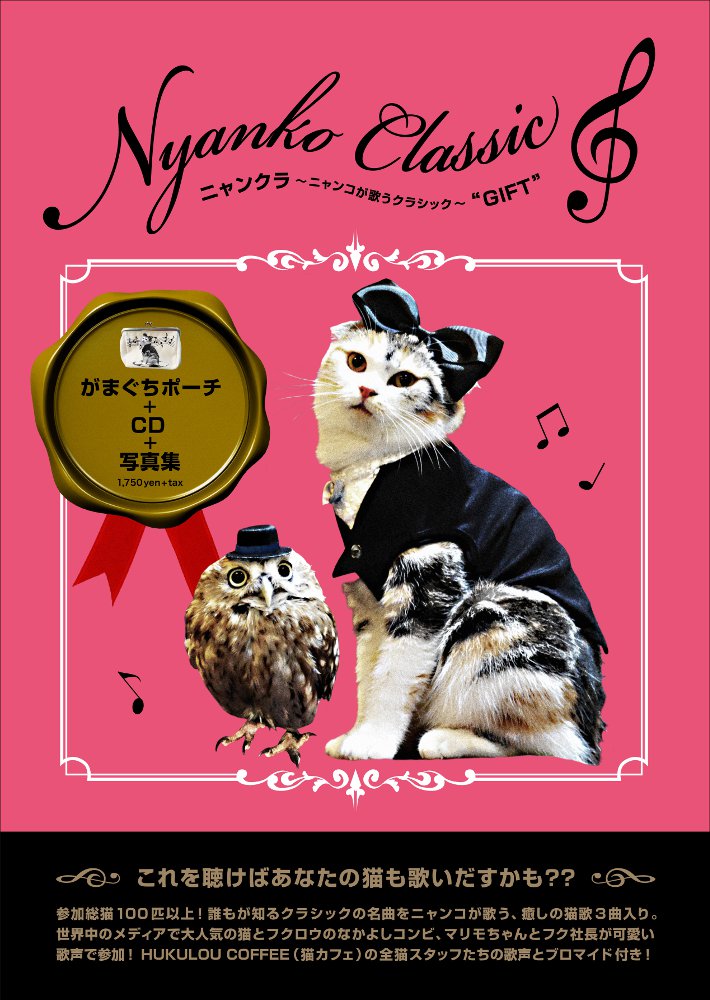 Nyanko Classic
ニャンクラ ～ニャンコが歌うクラシック～ “GIFT”
がまぐちポーチ
+
CD
+
写真集
1,750yen+tax
これを聴けばあなたの猫も歌いだすかも??
参加総猫100匹以上！誰もが知るクラシックの名曲をニャンコが歌う、癒しの猫歌3曲入り。
世界中のメディアで大人気の猫とフクロウのなかよしコンビ、マリモちゃんとフク社長が可愛い
歌声で参加！HUKULOU COFFEE（猫カフェ）の全猫スタッフたちの歌声とブロマイド付き！